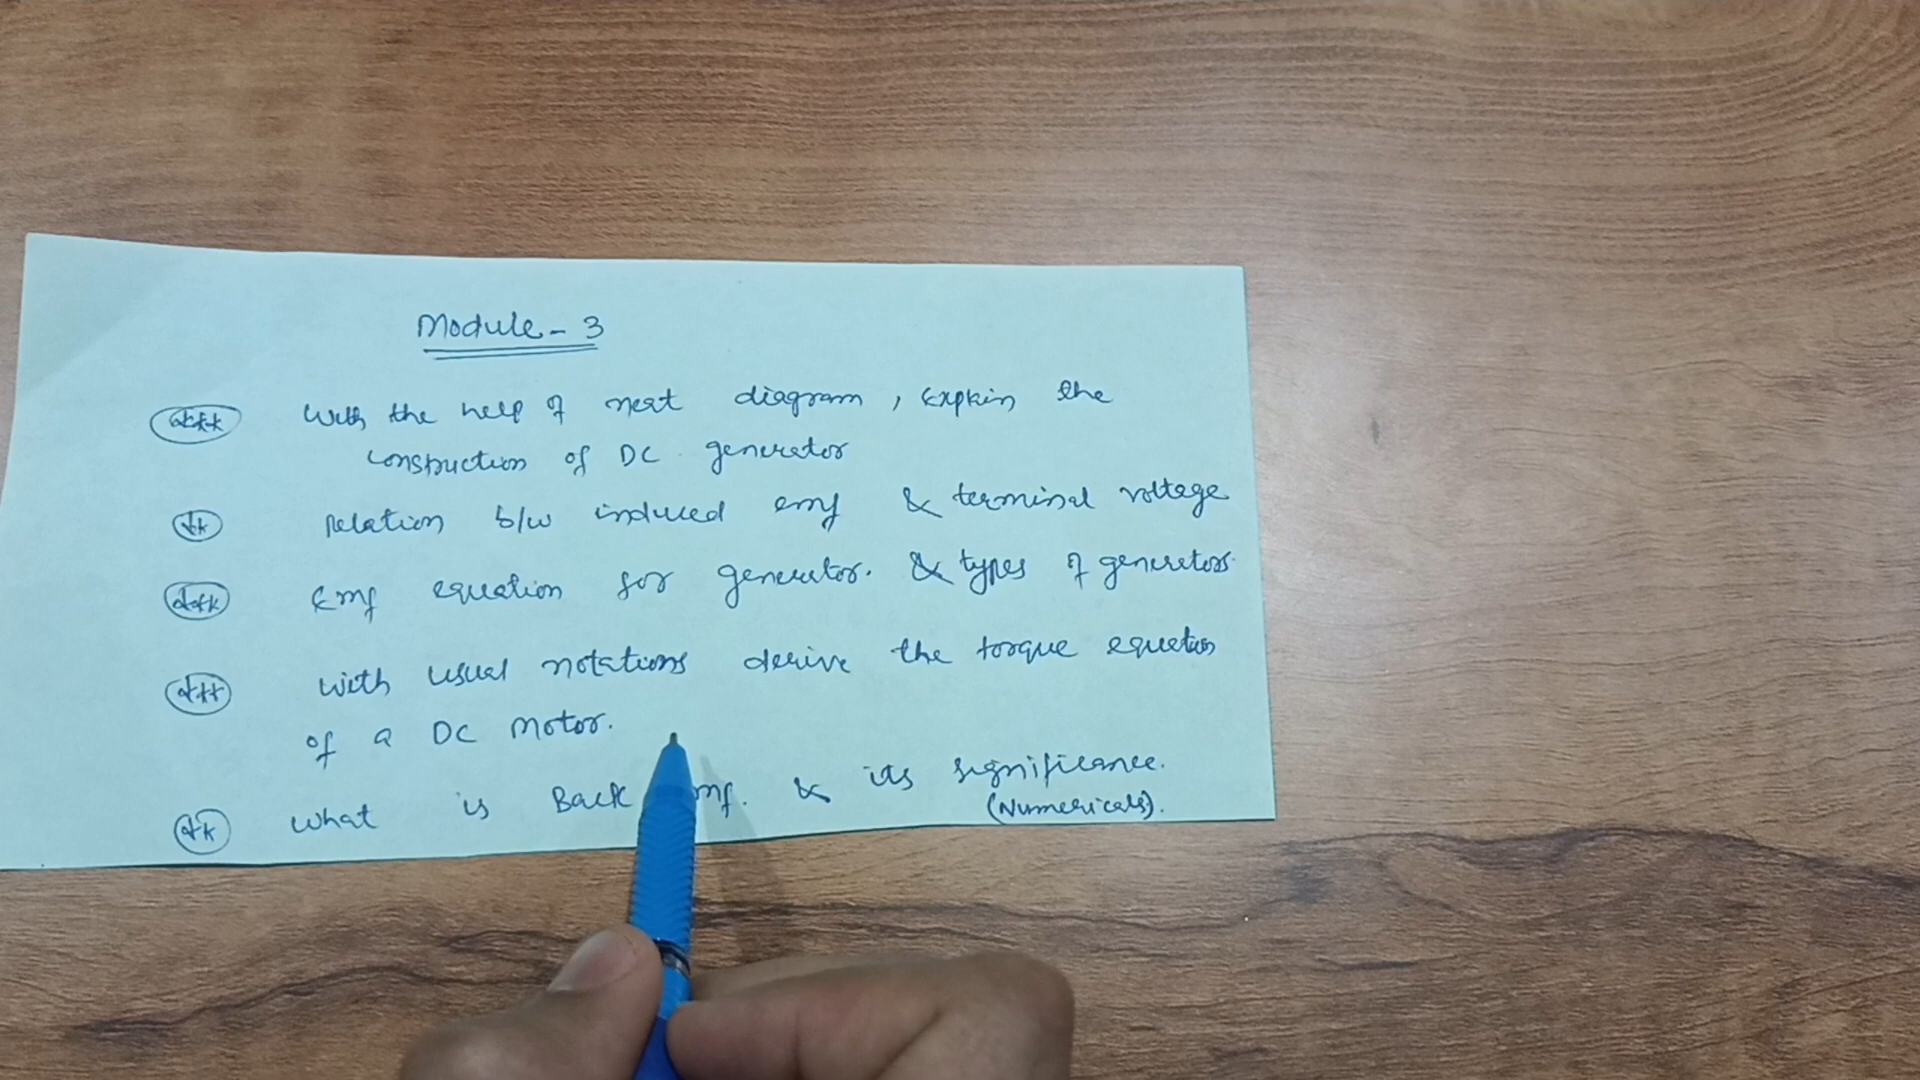 Module - 3
*** With the help of neat diagram, Explain the
construction of DC generator
** relation b/w induced emf & terminal voltage
*** Emf equation for generator. & types of generators.
*** with usual notations derive the torque equation
of a DC Motor.
** What is Back emf. & its significance.
(Numericals).